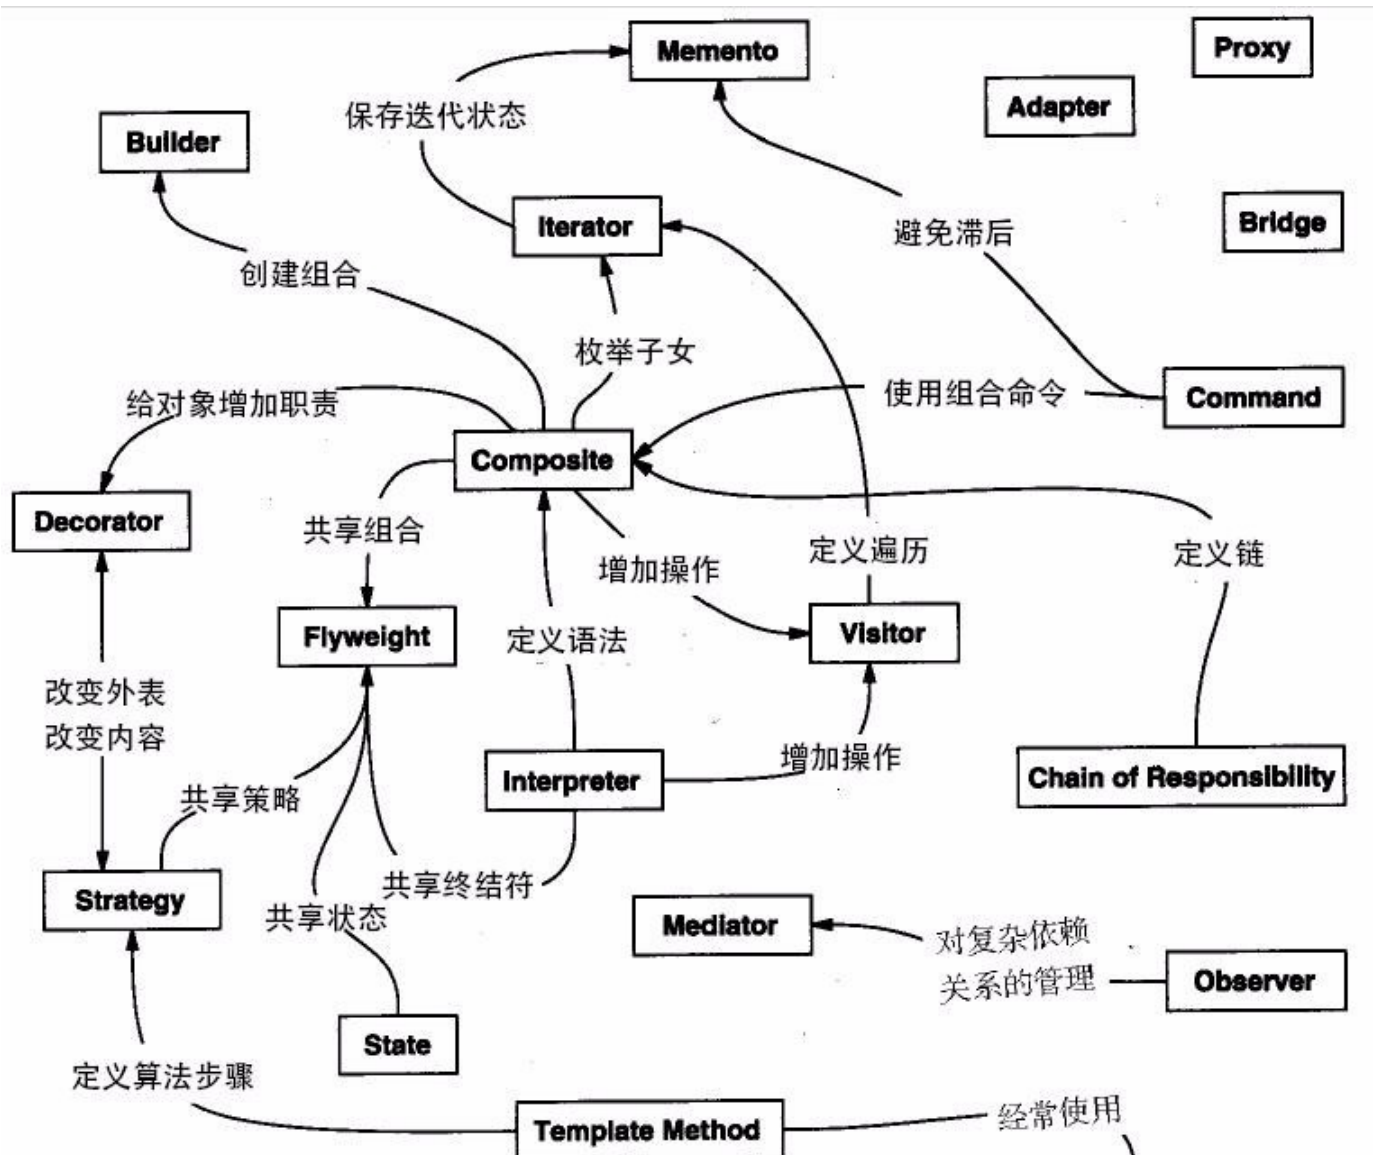 Memento
Proxy
Adapter
保存迭代状态
Builder
Iterator
避免滞后
Bridge
创建组合
枚举子女
给对象增加职责
使用组合命令
Command
Composite
Decorator
共享组合
增加操作
定义遍历
定义链
Flyweight
定义语法
Visitor
改变外表
改变内容
增加操作
Interpreter
Chain of Responsibility
共享策略
Strategy
共享终结符
共享状态
Mediator
对复杂依赖
关系的管理
Observer
State
定义算法步骤
Template Method
经常使用